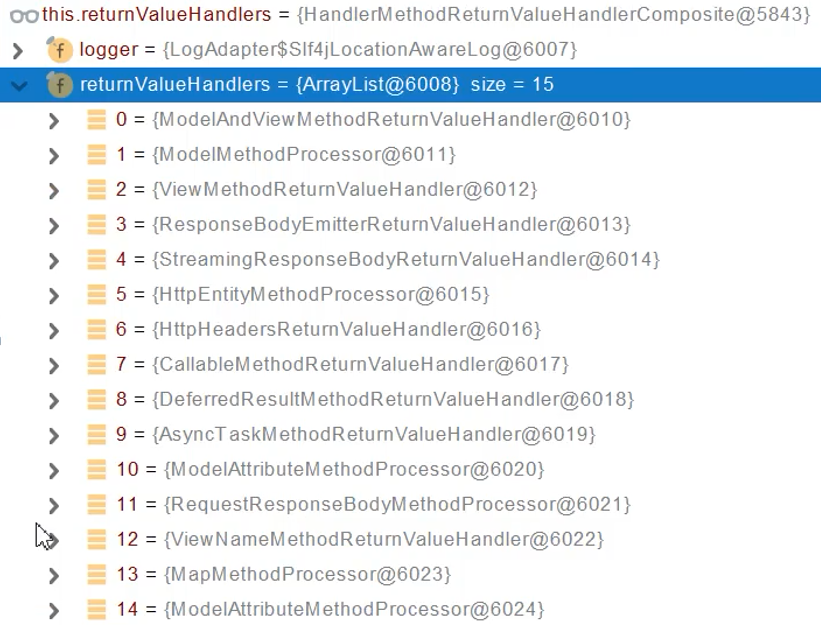 this.returnValueHandlers = {HandlerMethodReturnValueHandlerComposite@5843}
f logger = {LogAdapter$Slf4jLocationAwareLog@6007}
f returnValueHandlers = {ArrayList@6008} size = 15
0 = {ModelAndViewMethodReturnValueHandler@6010}
1 = {ModelMethodProcessor@6011}
2 = {ViewMethodReturnValueHandler@6012}
3 = {ResponseBodyEmitterReturnValueHandler@6013}
4 = {StreamingResponseBodyReturnValueHandler@6014}
5 = {HttpEntityMethodProcessor@6015}
6 = {HttpHeadersReturnValueHandler@6016}
7 = {CallableMethodReturnValueHandler@6017}
8 = {DeferredResultMethodReturnValueHandler@6018}
9 = {AsyncTaskMethodReturnValueHandler@6019}
10 = {ModelAttributeMethodProcessor@6020}
11 = {RequestResponseBodyMethodProcessor@6021}
12 = {ViewNameMethodReturnValueHandler@6022}
13 = {MapMethodProcessor@6023}
14 = {ModelAttributeMethodProcessor@6024}